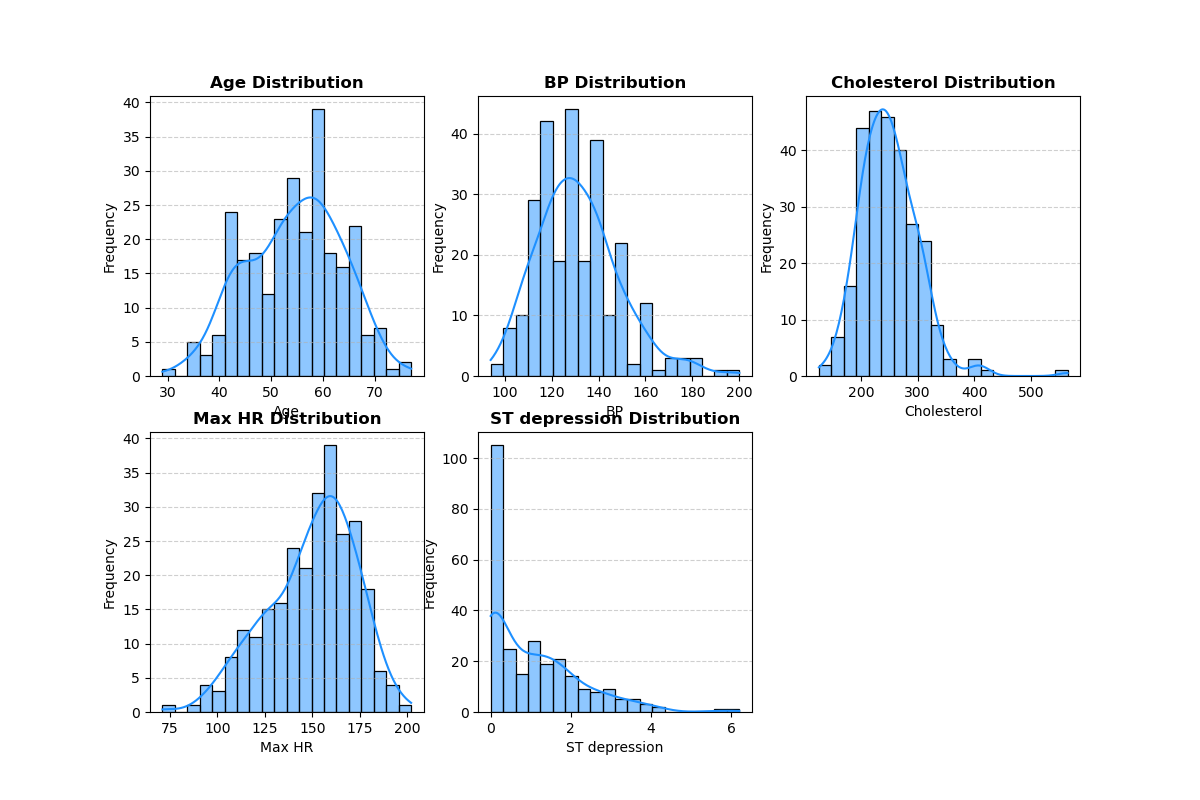 Age Distribution
40
35
30
25
20
15
10
5
0
Frequency
30 40 50 60 70
Age
BP Distribution
40
30
20
10
0
Frequency
100 120 140 160 180 200
BP
Cholesterol Distribution
40
30
20
10
0
Frequency
200 300 400 500
Cholesterol
Max HR Distribution
40
35
30
25
20
15
10
5
0
Frequency
75 100 125 150 175 200
Max HR
ST depression Distribution
100
80
60
40
20
0
Frequency
0 2 4 6
ST depression